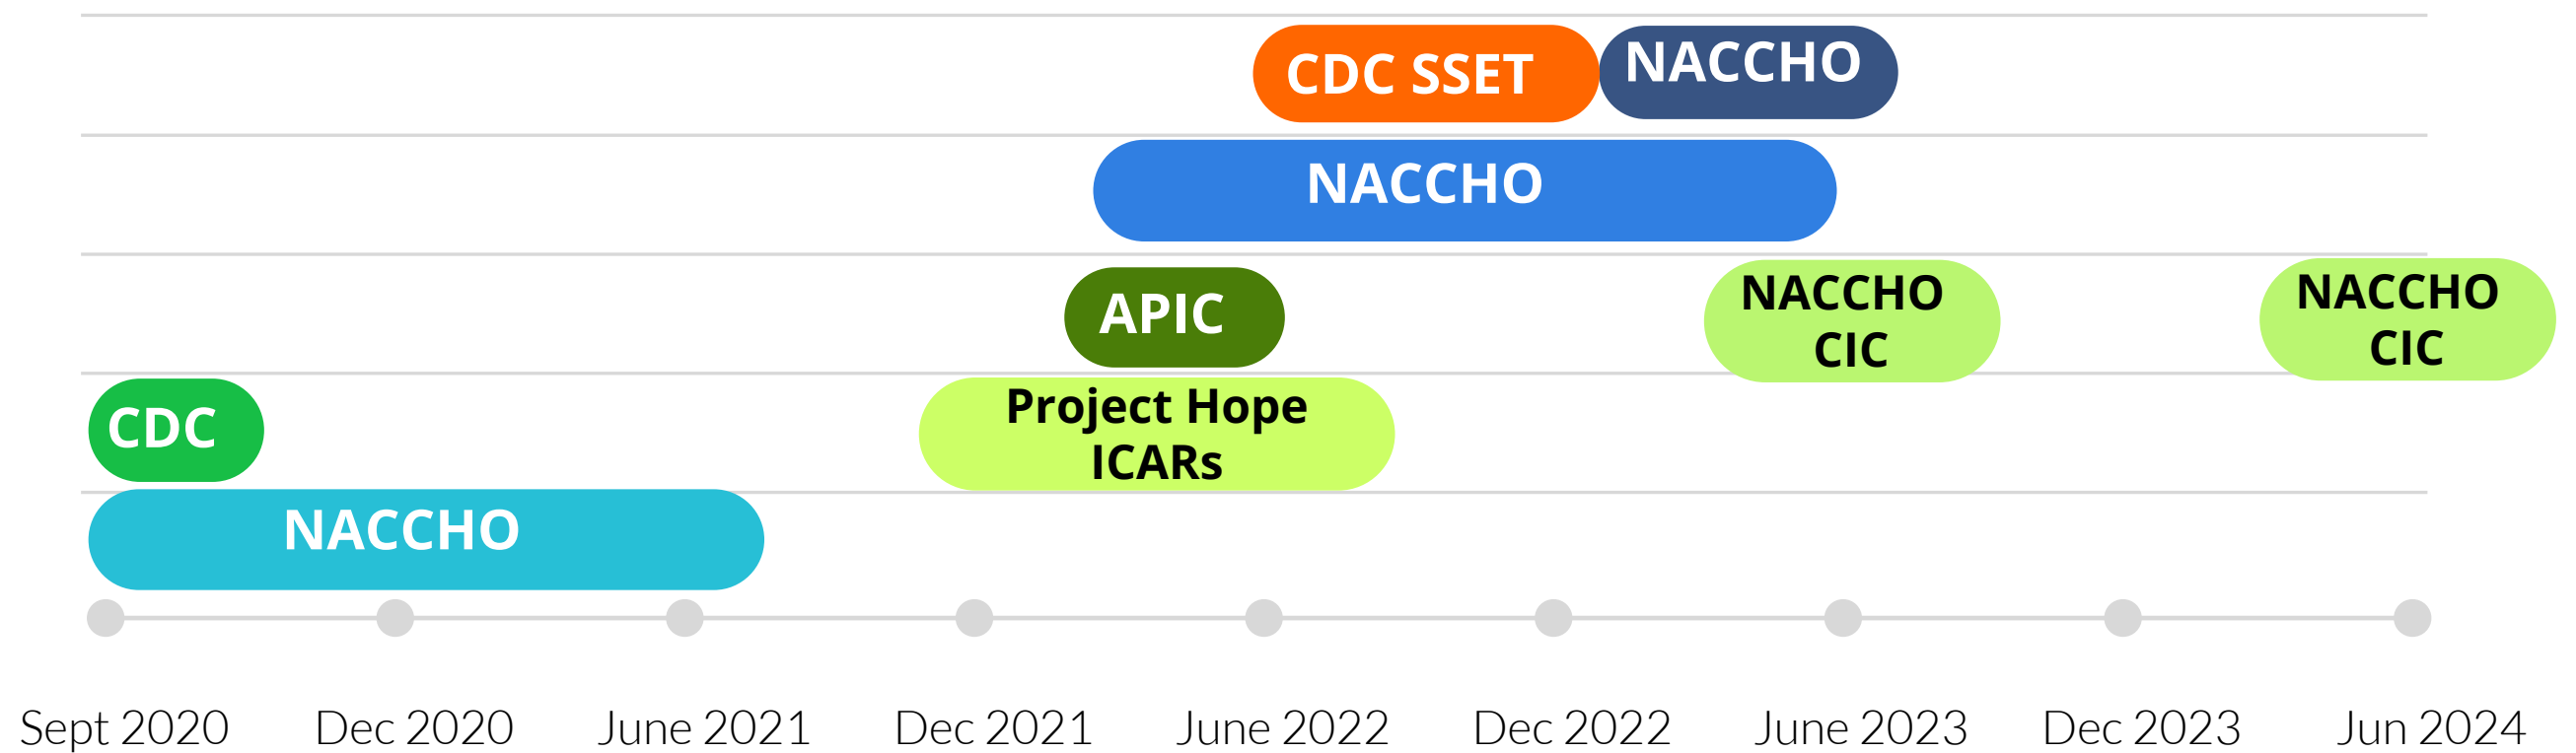 CDC SSET
NACCHO
NACCHO
APIC
NACCHO
CIC
NACCHO
CIC
CDC
Project Hope
ICARs
NACCHO
Sept 2020
Dec 2020
June 2021
Dec 2021
June 2022
Dec 2022
June 2023
Dec 2023
Jun 2024